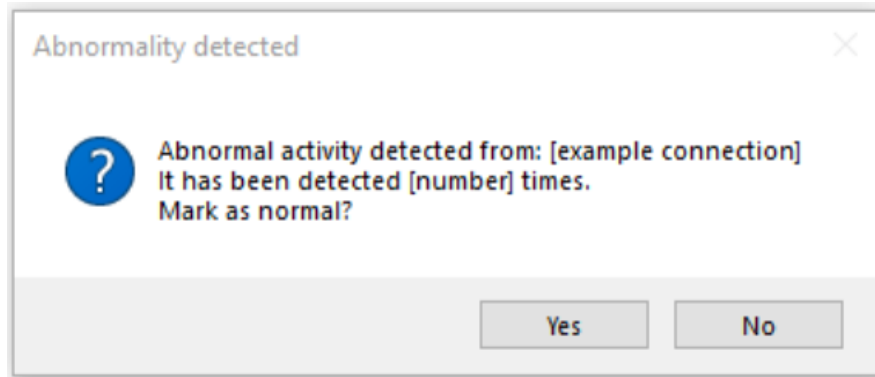 Abnormality detected
?
Abnormal activity detected from: [example connection]
It has been detected [number] times.
Mark as normal?
Yes No